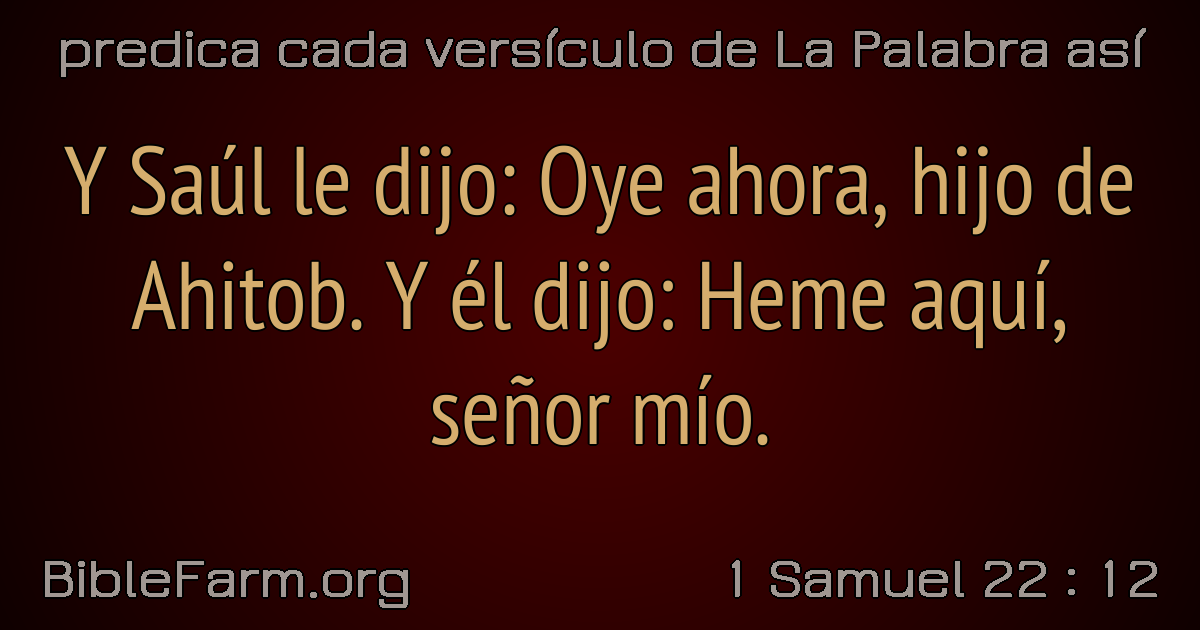 predica cada versículo de La Palabra así
Y Saúl le dijo: Oye ahora, hijo de
Ahitob. Y él dijo: Heme aquí,
señor mío.
BibleFarm.org
1 Samuel 22 : 12